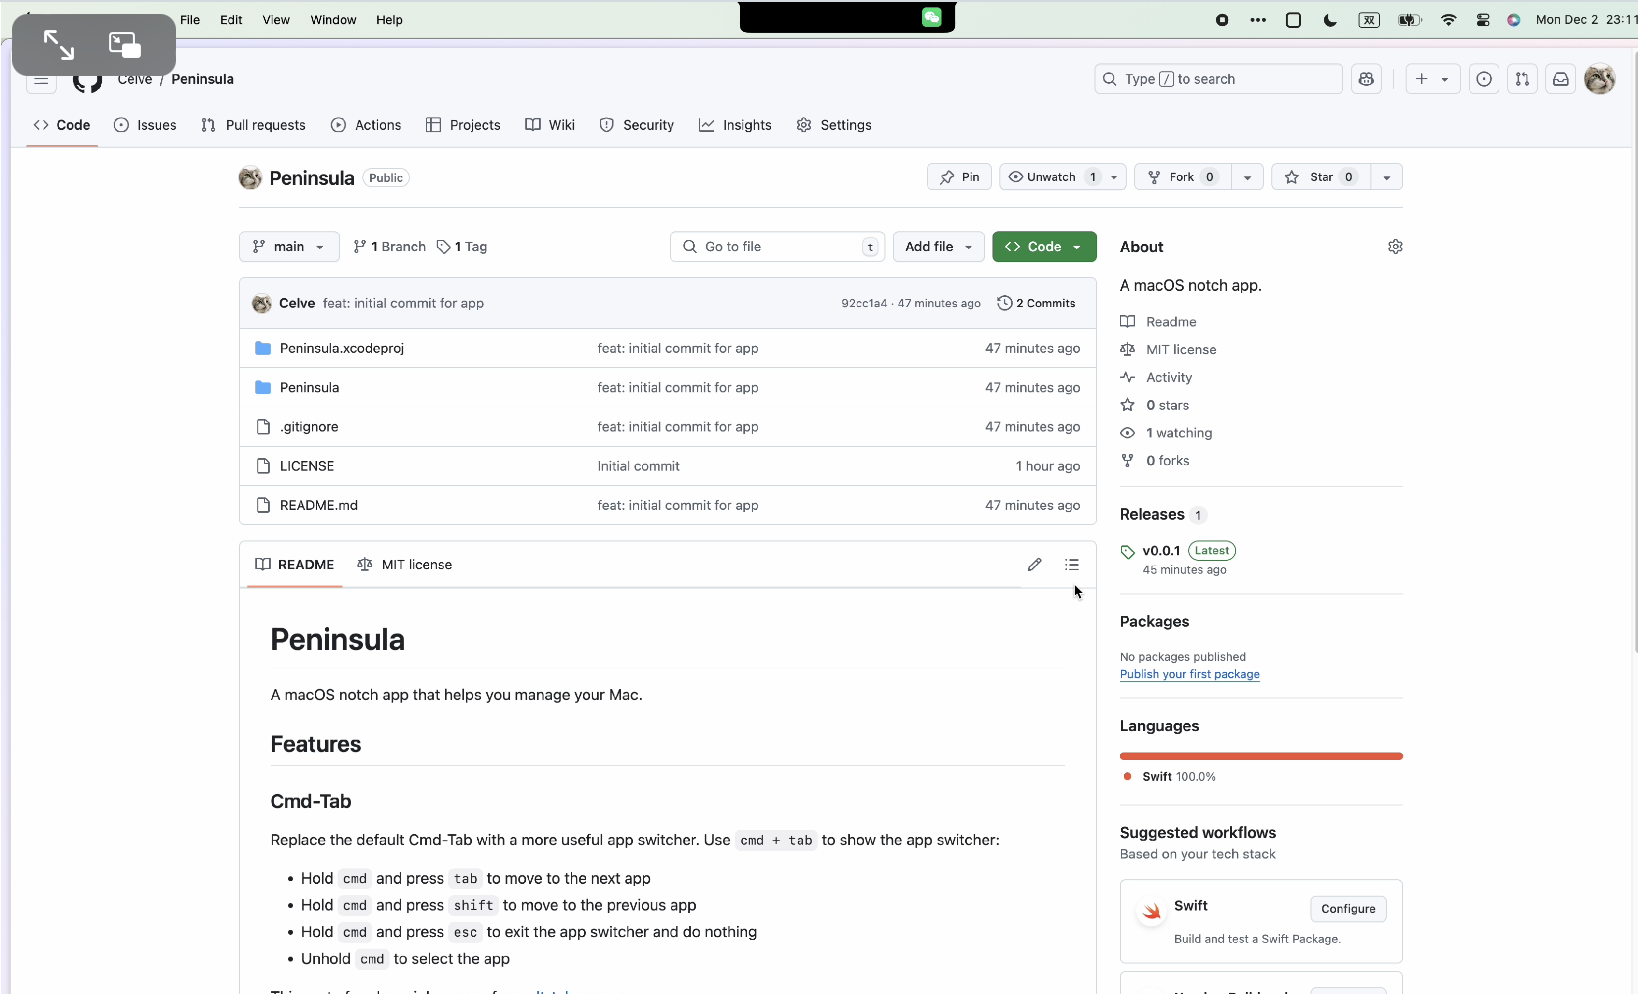 File Edit View Window Help
双
Mon Dec 2 23:11
Celve / Peninsula
Type / to search
Code Issues Pull requests Actions Projects Wiki Security Insights Settings
Peninsula Public
Pin Unwatch 1 Fork 0 Star 0
main 1 Branch 1 Tag
Go to file t
Add file
<> Code
About
A macOS notch app.
Celve feat: initial commit for app 92cc1a4 · 47 minutes ago 2 Commits
Peninsula.xcodeproj feat: initial commit for app 47 minutes ago
Peninsula feat: initial commit for app 47 minutes ago
.gitignore feat: initial commit for app 47 minutes ago
LICENSE Initial commit 1 hour ago
README.md feat: initial commit for app 47 minutes ago
Readme
MIT license
Activity
0 stars
1 watching
0 forks
Releases 1
v0.0.1 Latest
45 minutes ago
Packages
No packages published
Publish your first package
Languages
Swift 100.0%
Suggested workflows
Based on your tech stack
Swift Configure
Build and test a Swift Package.
README MIT license
Peninsula
A macOS notch app that helps you manage your Mac.
Features
Cmd-Tab
Replace the default Cmd-Tab with a more useful app switcher. Use cmd + tab to show the app switcher:
• Hold cmd and press tab to move to the next app
• Hold cmd and press shift to move to the previous app
• Hold cmd and press esc to exit the app switcher and do nothing
• Unhold cmd to select the app